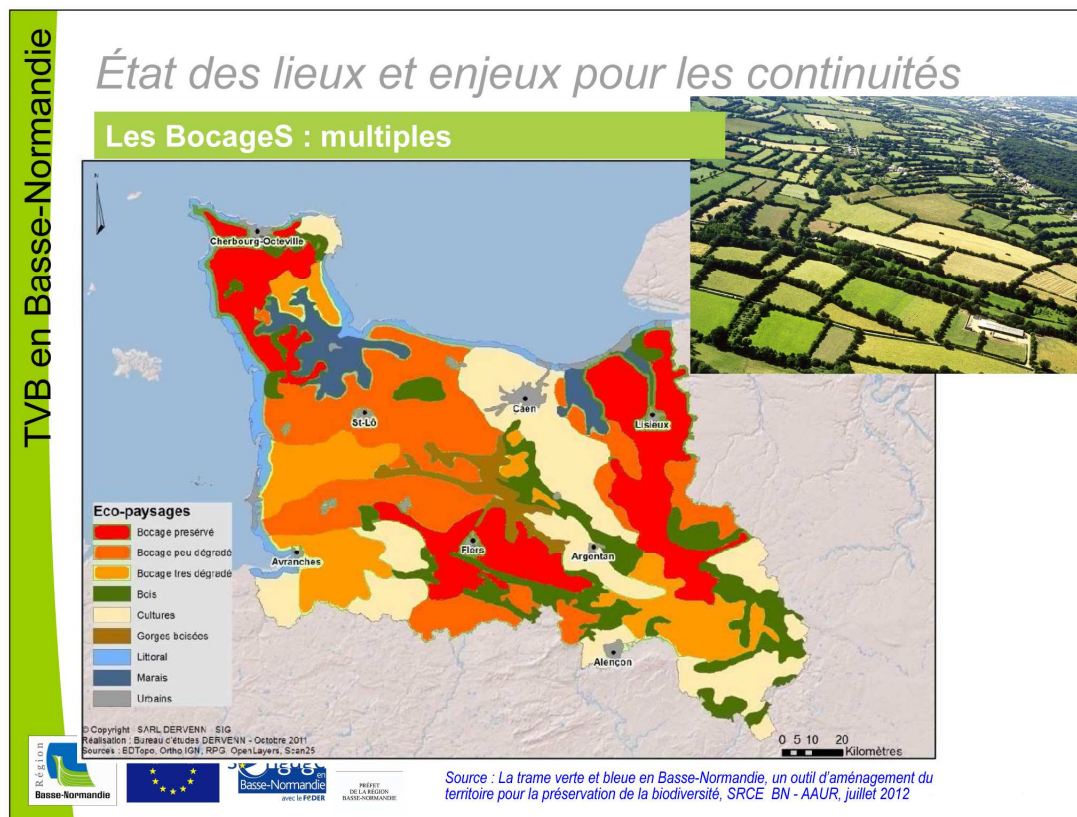 TVB en Basse-Normandie
État des lieux et enjeux pour les continuités
Les BocageS : multiples
N
Cherbourg-Octeville
Caen
St-Lô
Lisieux
Flers
Argentan
Avranches
Alençon
Eco-paysages
Bocage préservé
Bocage peu dégradé
Bocage très dégradé
Bois
Cultures
Gorges boisées
Littoral
Marais
Urbains
© Copyright SARL DERVENN - SIG
Réalisation : Bureau d'études DERVENN - Octobre 2011
Sources : BDTopo, Ortho IGN, RPG, OpenLayers, Scan25
0 5 10 20
Kilomètres
Région
Basse-Normandie
s'engage
en
Basse-Normandie
avec le FEDER
PRÉFET
DE LA RÉGION
BASSE-NORMANDIE
Source : La trame verte et bleue en Basse-Normandie, un outil d'aménagement du
territoire pour la préservation de la biodiversité, SRCE BN - AAUR, juillet 2012